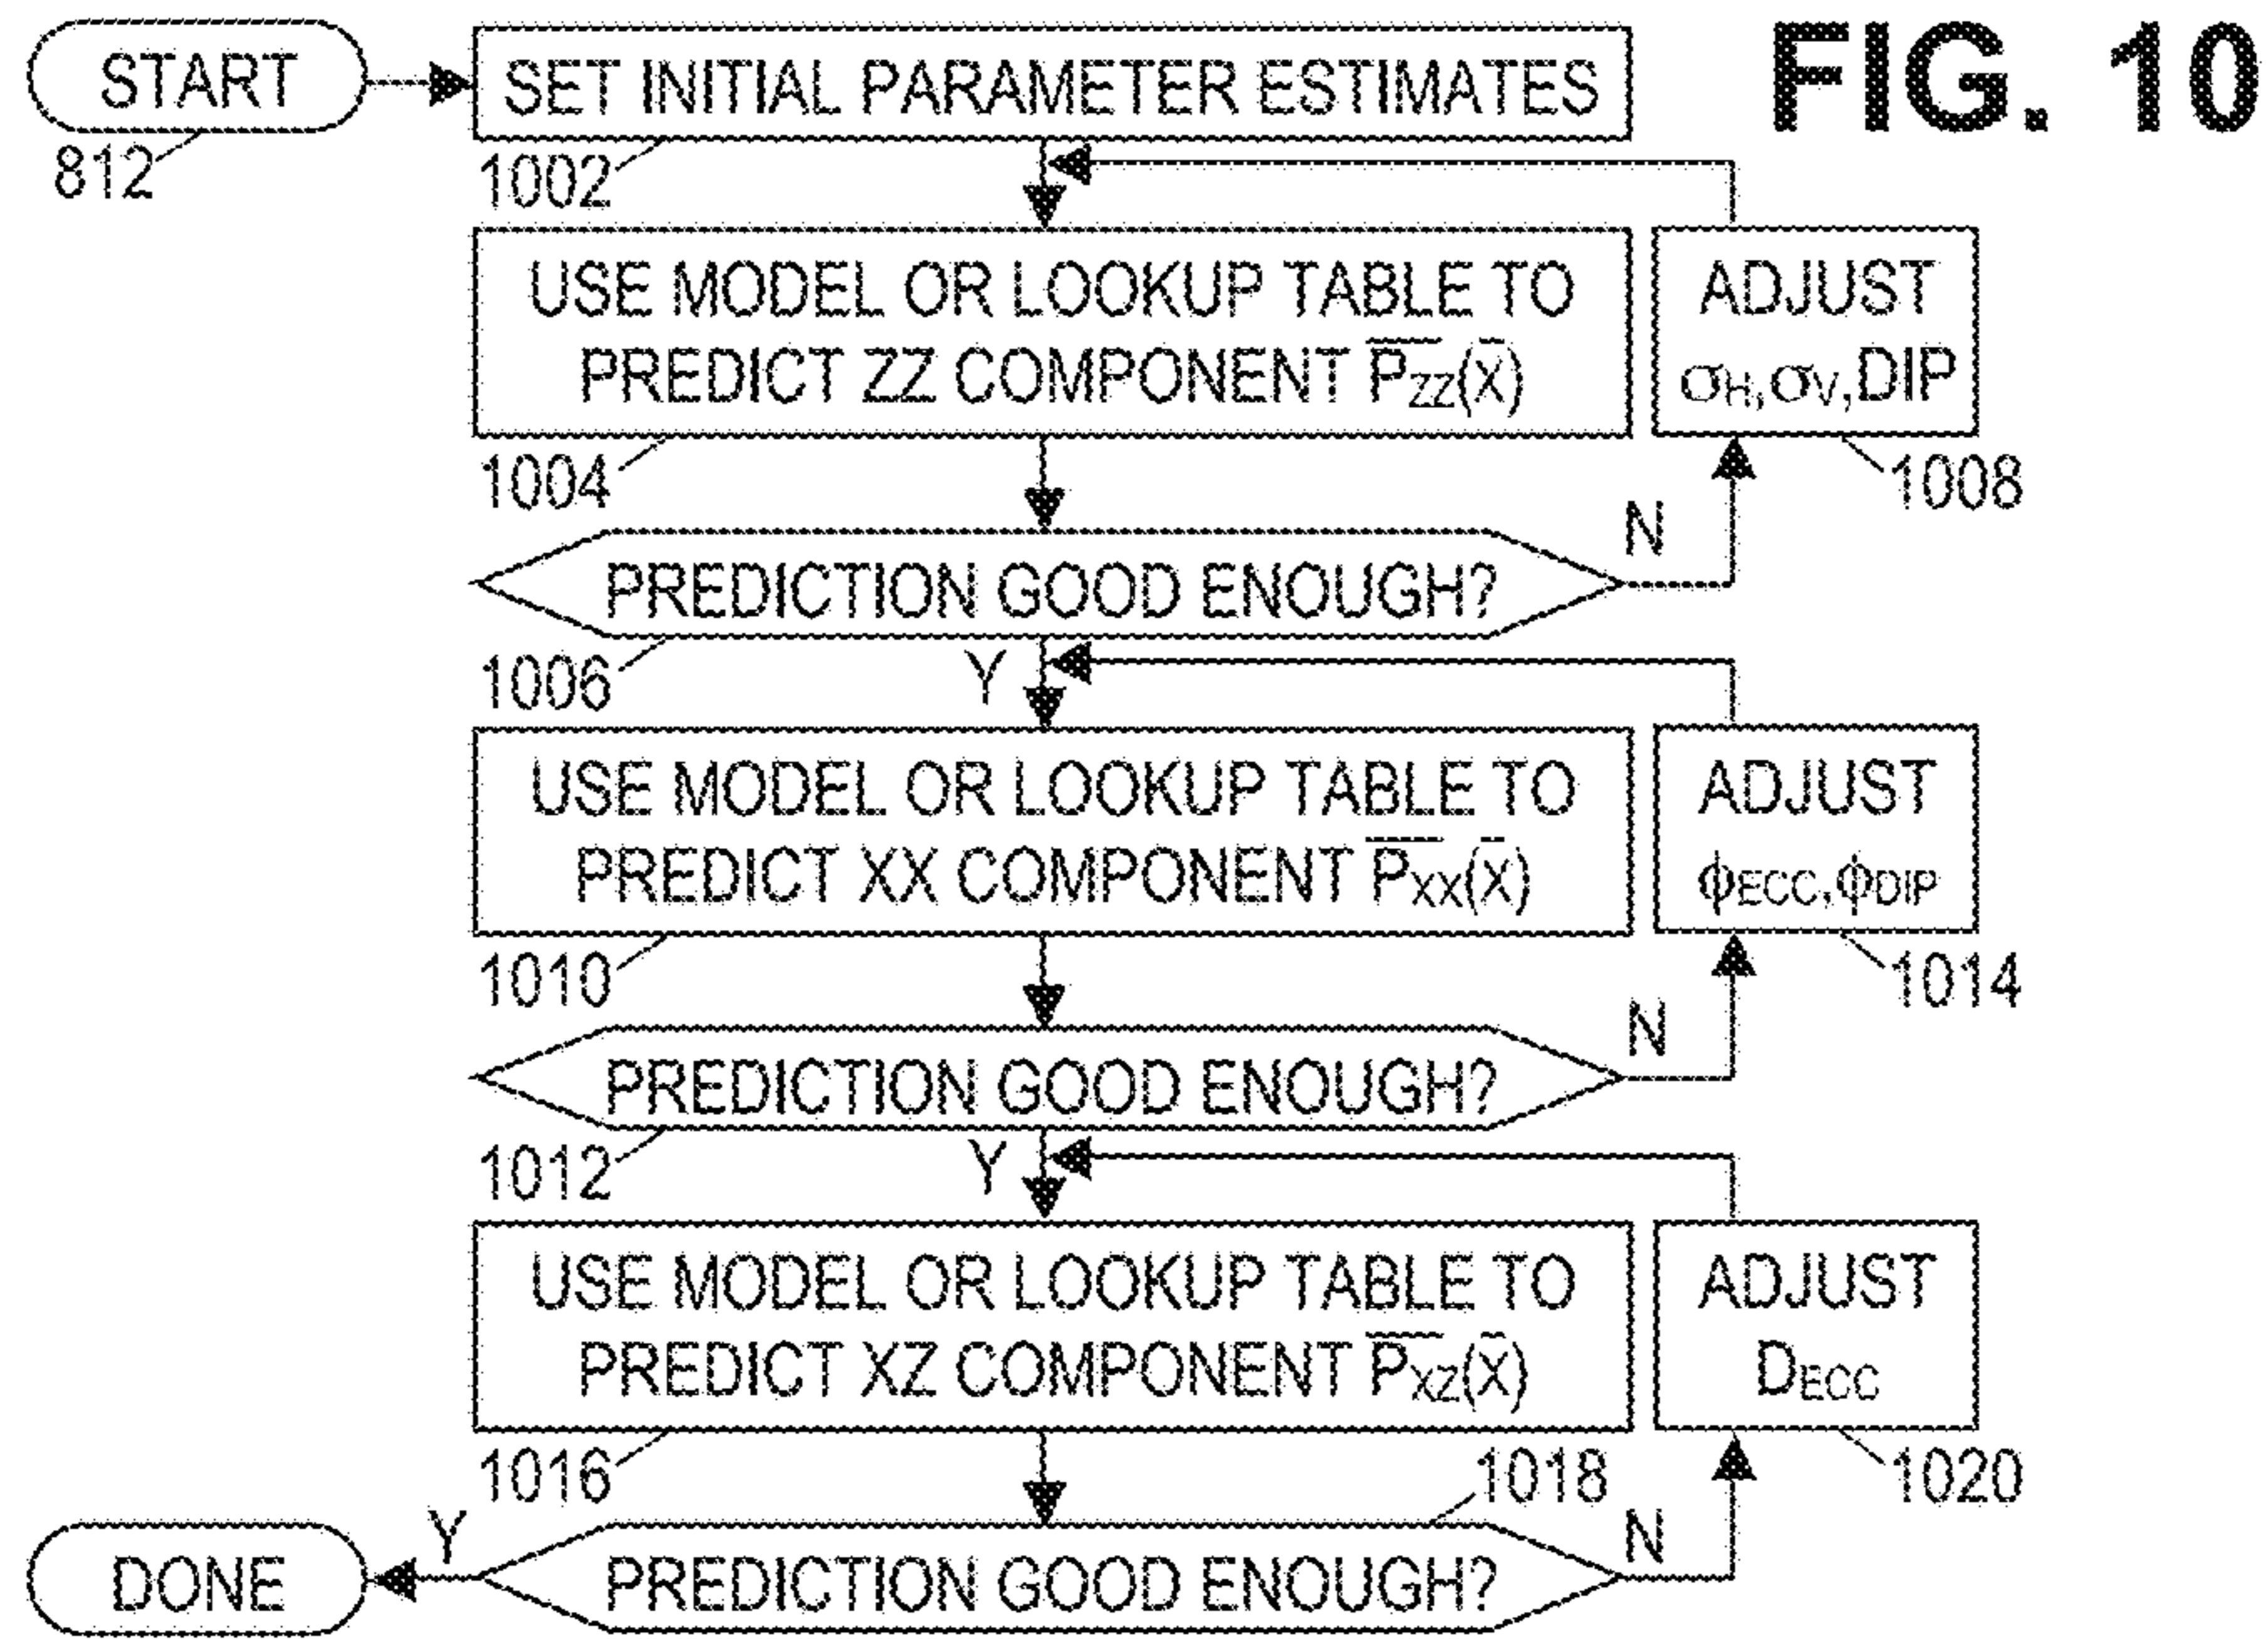 FIG. 10
START
812
SET INITIAL PARAMETER ESTIMATES
1002
USE MODEL OR LOOKUP TABLE TO
PREDICT ZZ COMPONENT P̅Z̅Z̅(x̅)
1004
ADJUST
σH,σV,DIP
1008
PREDICTION GOOD ENOUGH?
N
1006
Y
USE MODEL OR LOOKUP TABLE TO
PREDICT XX COMPONENT P̅X̅X̅(x̅)
1010
ADJUST
ϕECC,ϕDIP
1014
PREDICTION GOOD ENOUGH?
N
1012
Y
USE MODEL OR LOOKUP TABLE TO
PREDICT XZ COMPONENT P̅X̅Z̅(x̅)
1016
ADJUST
DECC
1020
1018
PREDICTION GOOD ENOUGH?
N
Y
DONE